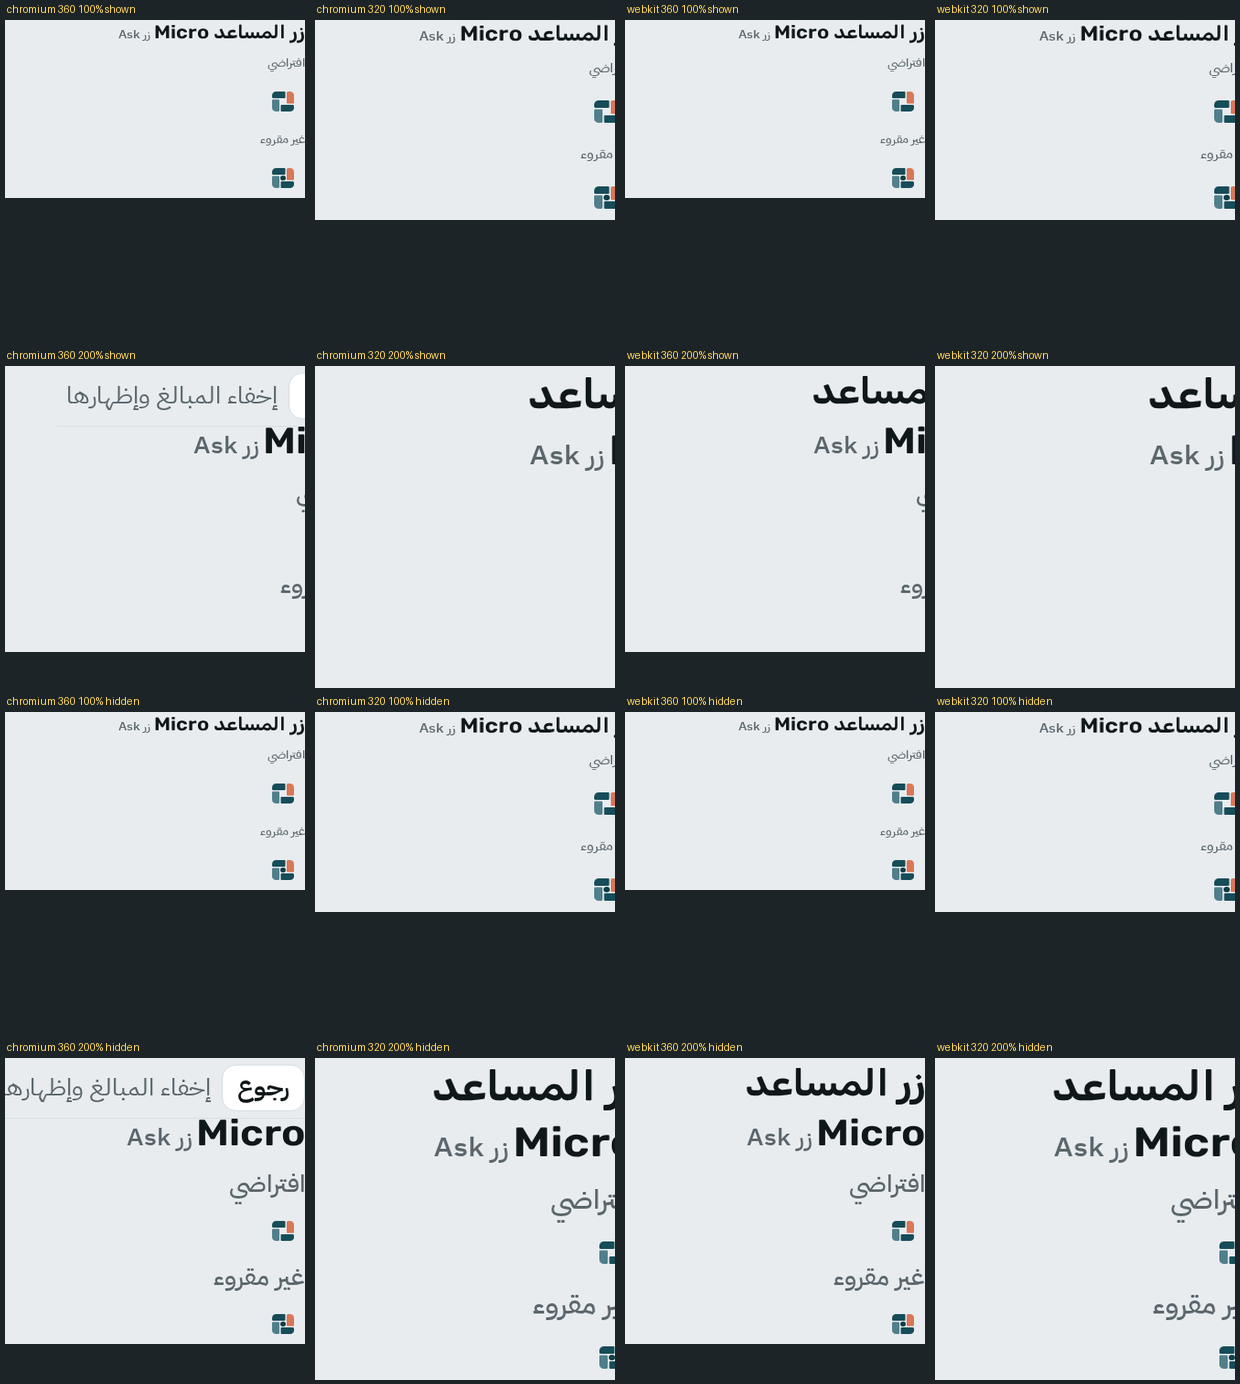 chromium 360 100%shown
زر المساعد Micro زر Ask
افتراضي
غير مقروء
chromium 320 100%shown
المساعد Micro زر Ask
مقروء
webkit 360 100%shown
زر المساعد Micro زر Ask
افتراضي
غير مقروء
webkit 320 100%shown
المساعد Micro زر Ask
مقروء
chromium 360 200%shown
إخفاء المبالغ وإظهارها
Mi زر Ask
chromium 320 200%shown
ساعد
زر Ask
webkit 360 200%shown
مساعد
Mi زر Ask
webkit 320 200%shown
ساعد
زر Ask
chromium 360 100% hidden
زر المساعد Micro زر Ask
افتراضي
غير مقروء
chromium 320 100% hidden
المساعد Micro زر Ask
مقروء
webkit 360 100% hidden
زر المساعد Micro زر Ask
افتراضي
غير مقروء
webkit 320 100% hidden
المساعد Micro زر Ask
مقروء
chromium 360 200% hidden
رجوع إخفاء المبالغ وإظهارها
Micro زر Ask
افتراضي
غير مقروء
chromium 320 200% hidden
المساعد
Micro زر Ask
مقروء
webkit 360 200% hidden
زر المساعد
Micro زر Ask
افتراضي
غير مقروء
webkit 320 200% hidden
المساعد
Micro زر Ask
مقروء